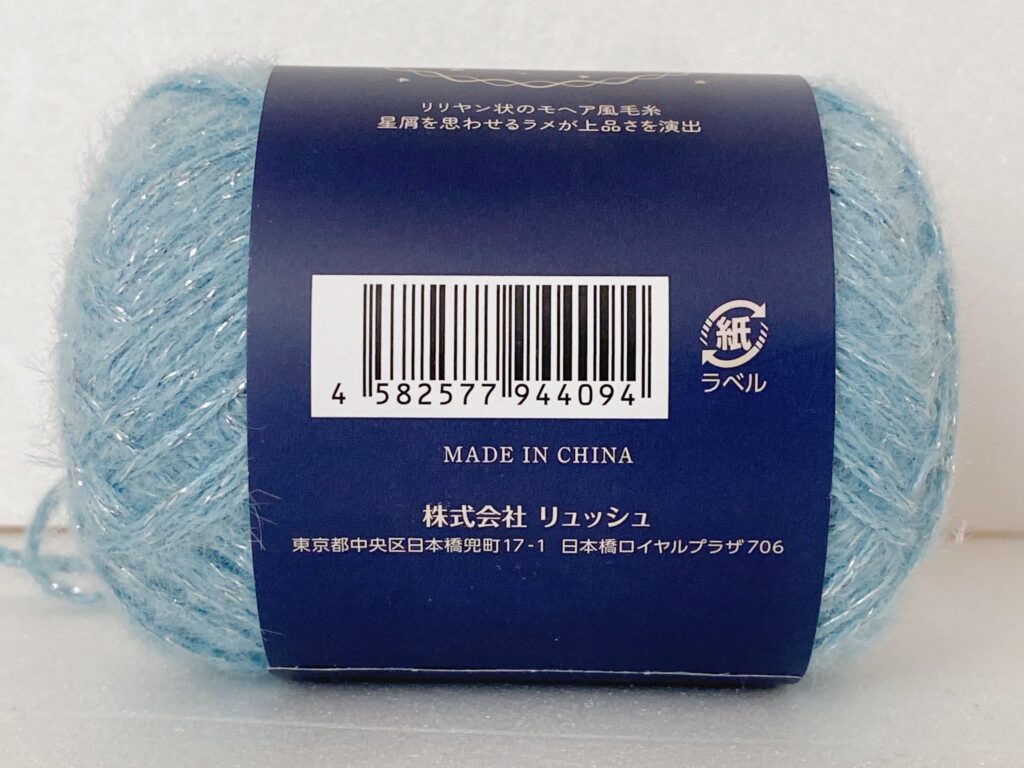 リリヤン状のモヘア風毛糸
星屑を思わせるラメが上品さを演出
4 582577 944094
紙
ラベル
MADE IN CHINA
株式会社 リュッシュ
東京都中央区日本橋兜町17-1 日本橋ロイヤルプラザ706